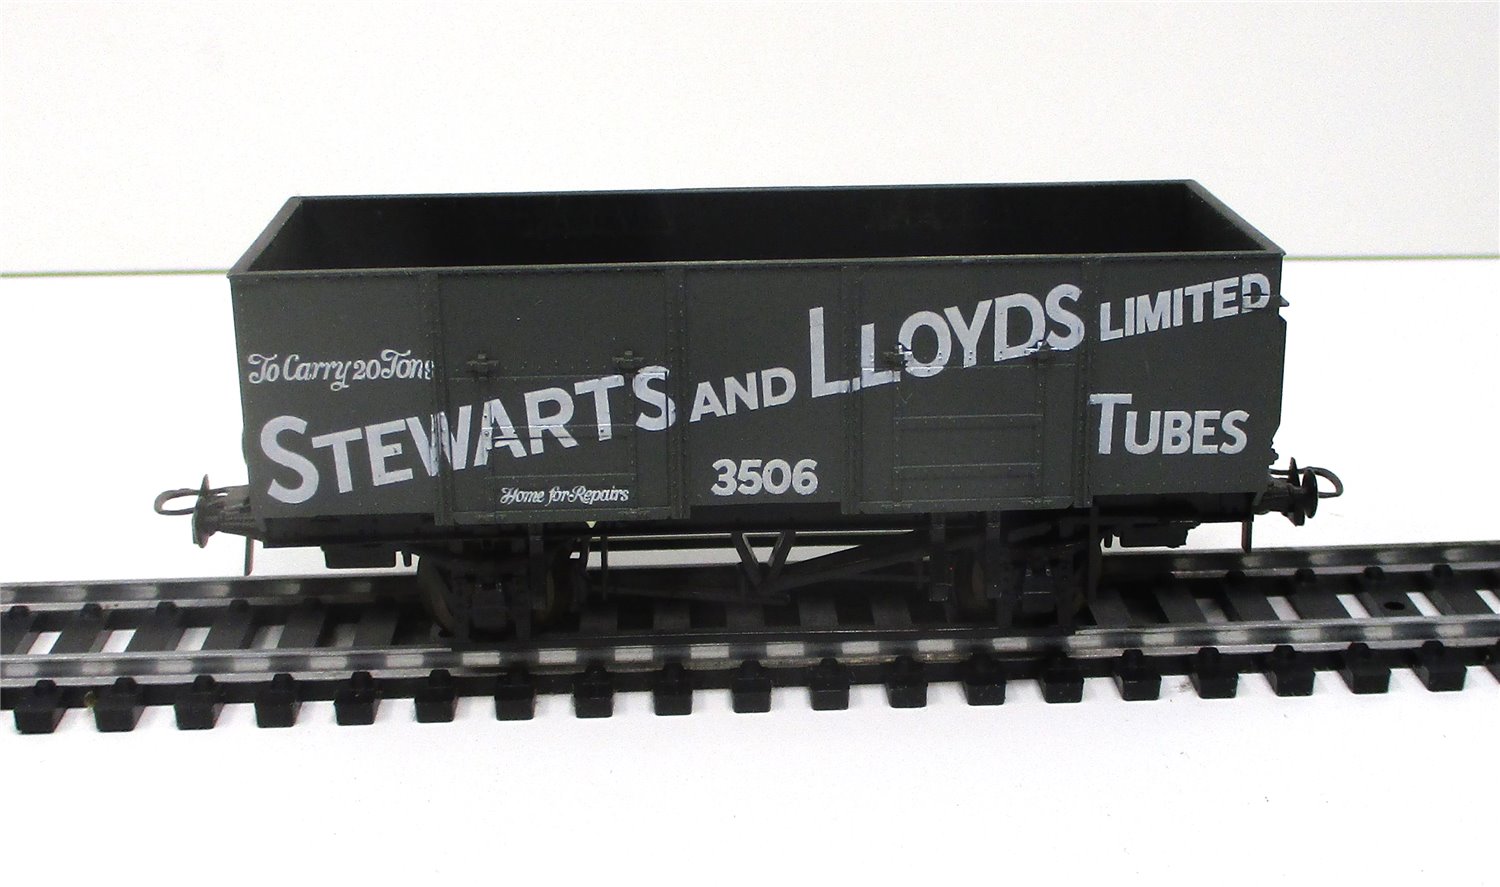 To Carry 20 Tons
STEWARTS AND LLOYDS LIMITED
TUBES
3506
Home for Repairs